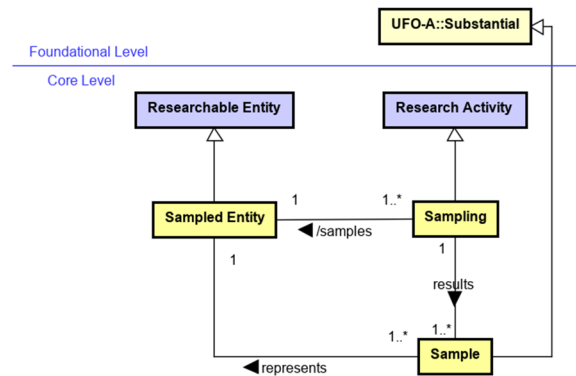 UFO-A::Substantial
Foundational Level
Core Level
Researchable Entity
Research Activity
1
1..*
Sampled Entity
Sampling
/samples
1
1
results
1..*
1..*
Sample
represents